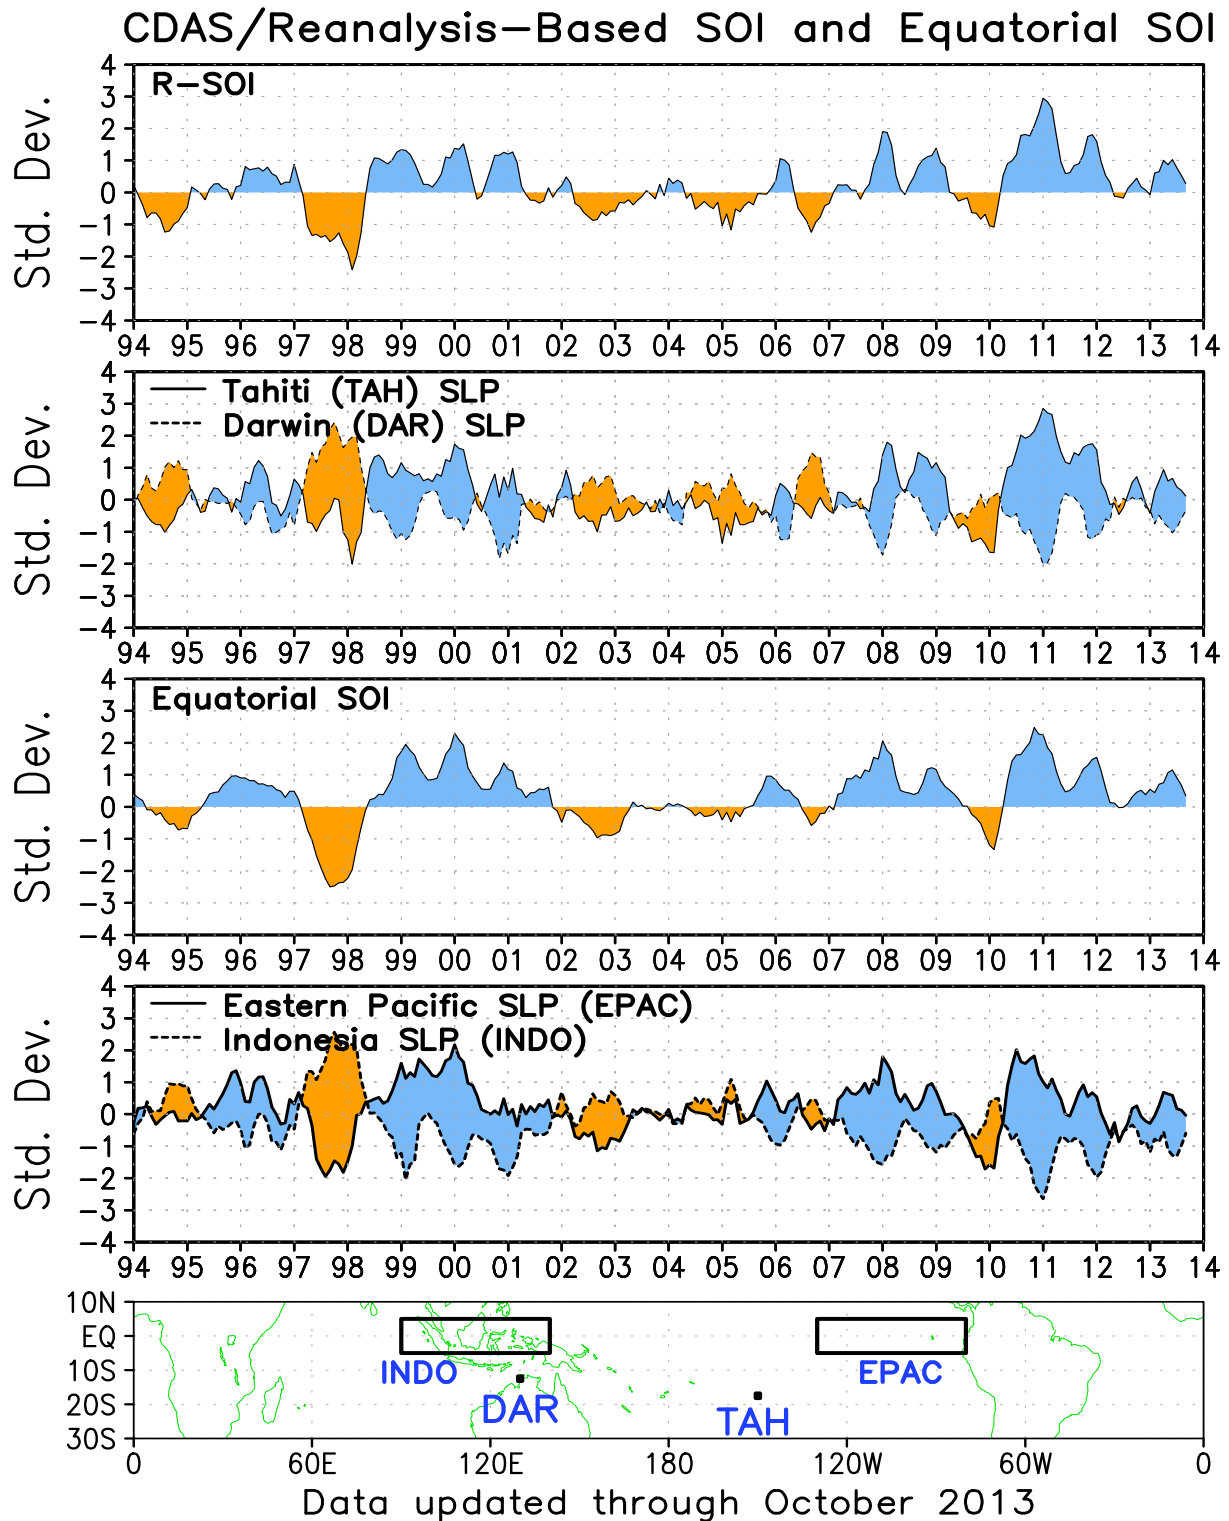 CDAS/Reanalysis-Based SOI and Equatorial SOI
4
3
2
1
0
-1
-2
-3
-4
Std. Dev.
R-SOI
94 95 96 97 98 99 00 01 02 03 04 05 06 07 08 09 10 11 12 13 14
4
3
2
1
0
-1
-2
-3
-4
Std. Dev.
Tahiti (TAH) SLP
Darwin (DAR) SLP
94 95 96 97 98 99 00 01 02 03 04 05 06 07 08 09 10 11 12 13 14
4
3
2
1
0
-1
-2
-3
-4
Std. Dev.
Equatorial SOI
94 95 96 97 98 99 00 01 02 03 04 05 06 07 08 09 10 11 12 13 14
4
3
2
1
0
-1
-2
-3
-4
Std. Dev.
Eastern Pacific SLP (EPAC)
Indonesia SLP (INDO)
94 95 96 97 98 99 00 01 02 03 04 05 06 07 08 09 10 11 12 13 14
10N
EQ
10S
20S
30S
INDO
EPAC
DAR
TAH
0 60E 120E 180 120W 60W 0
Data updated through October 2013